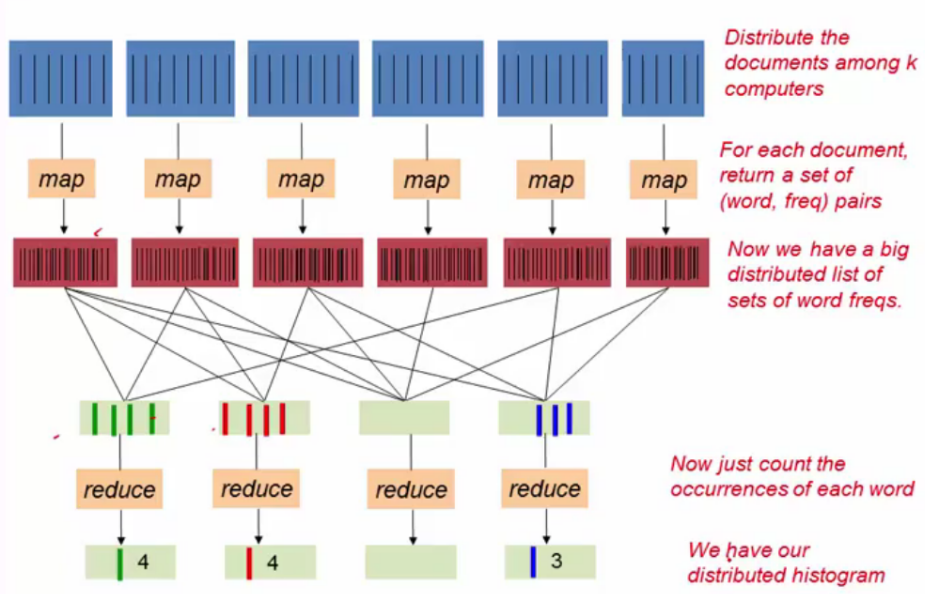 Distribute the
documents among k
computers
map map map map map map
For each document,
return a set of
(word, freq) pairs
Now we have a big
distributed list of
sets of word freqs.
reduce reduce reduce reduce
Now just count the
occurrences of each word
4 4 3
We have our
distributed histogram